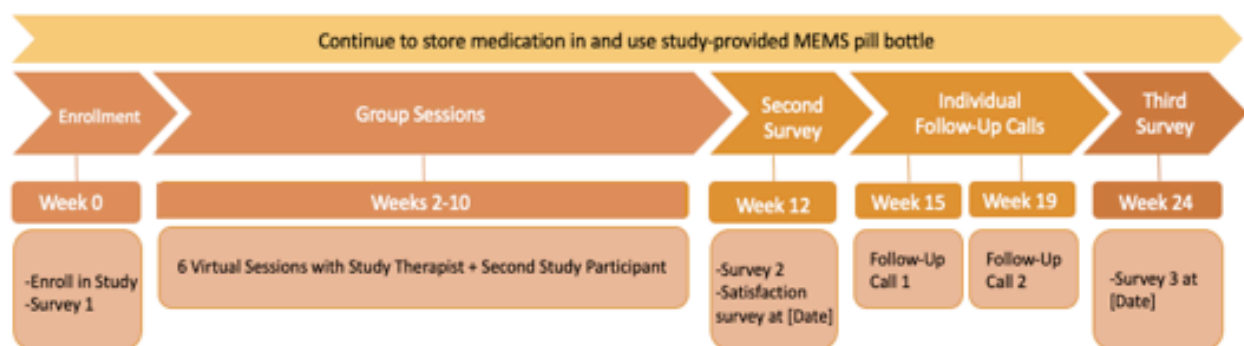 Continue to store medication in and use study-provided MEMS pill bottle
Enrollment
Group Sessions
Second
Survey
Individual
Follow-Up Calls
Third
Survey
Week 0
Weeks 2-10
Week 12
Week 15
Week 19
Week 24
-Enroll in Study
-Survey 1
6 Virtual Sessions with Study Therapist + Second Study Participant
-Survey 2
-Satisfaction
survey at [Date]
Follow-Up
Call 1
Follow-Up
Call 2
-Survey 3 at
[Date]